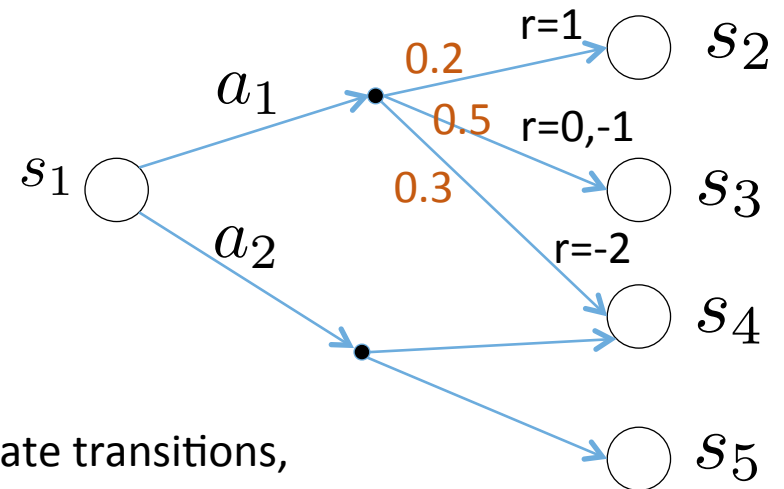 r=1
s2
0.2
a1
0.5
r=0,-1
s1
0.3
s3
a2
r=-2
s4
ate transitions,
s5